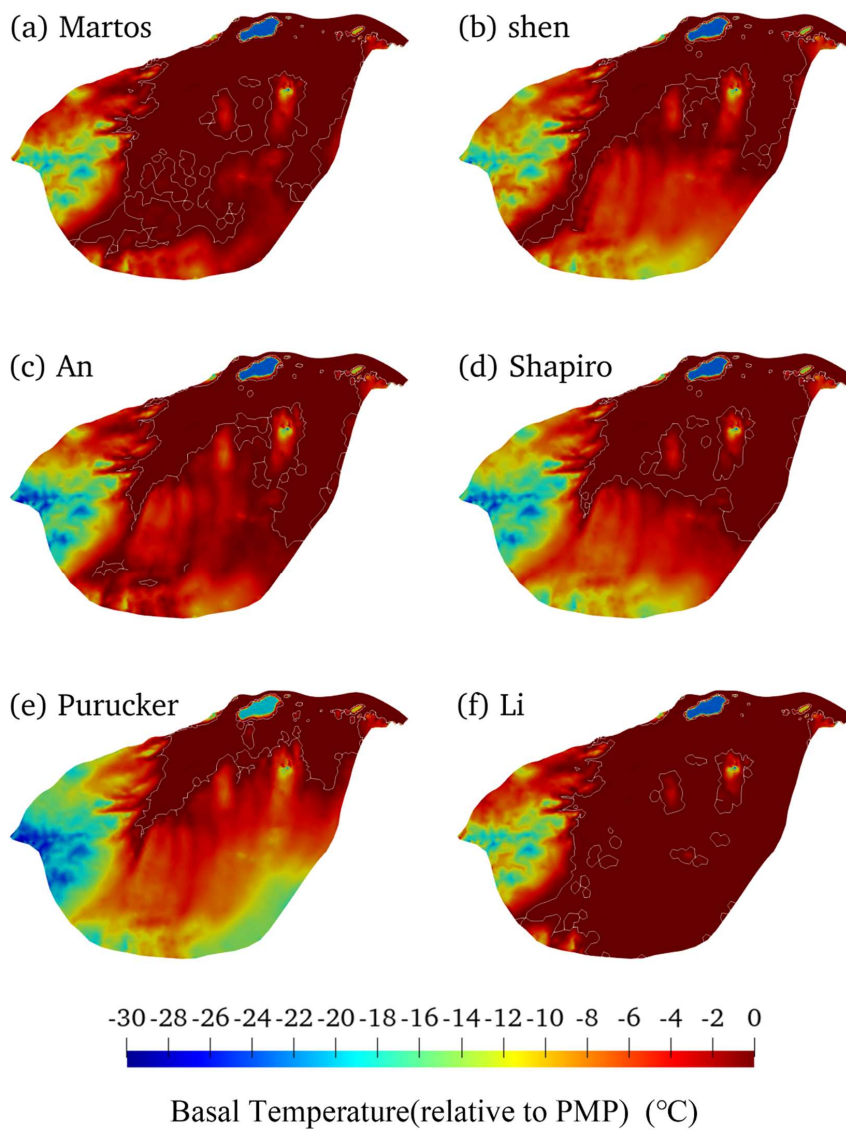 (a) Martos
(b) shen
(c) An
(d) Shapiro
(e) Purucker
(f) Li
-30 -28 -26 -24 -22 -20 -18 -16 -14 -12 -10 -8 -6 -4 -2 0
Basal Temperature(relative to PMP) (°C)